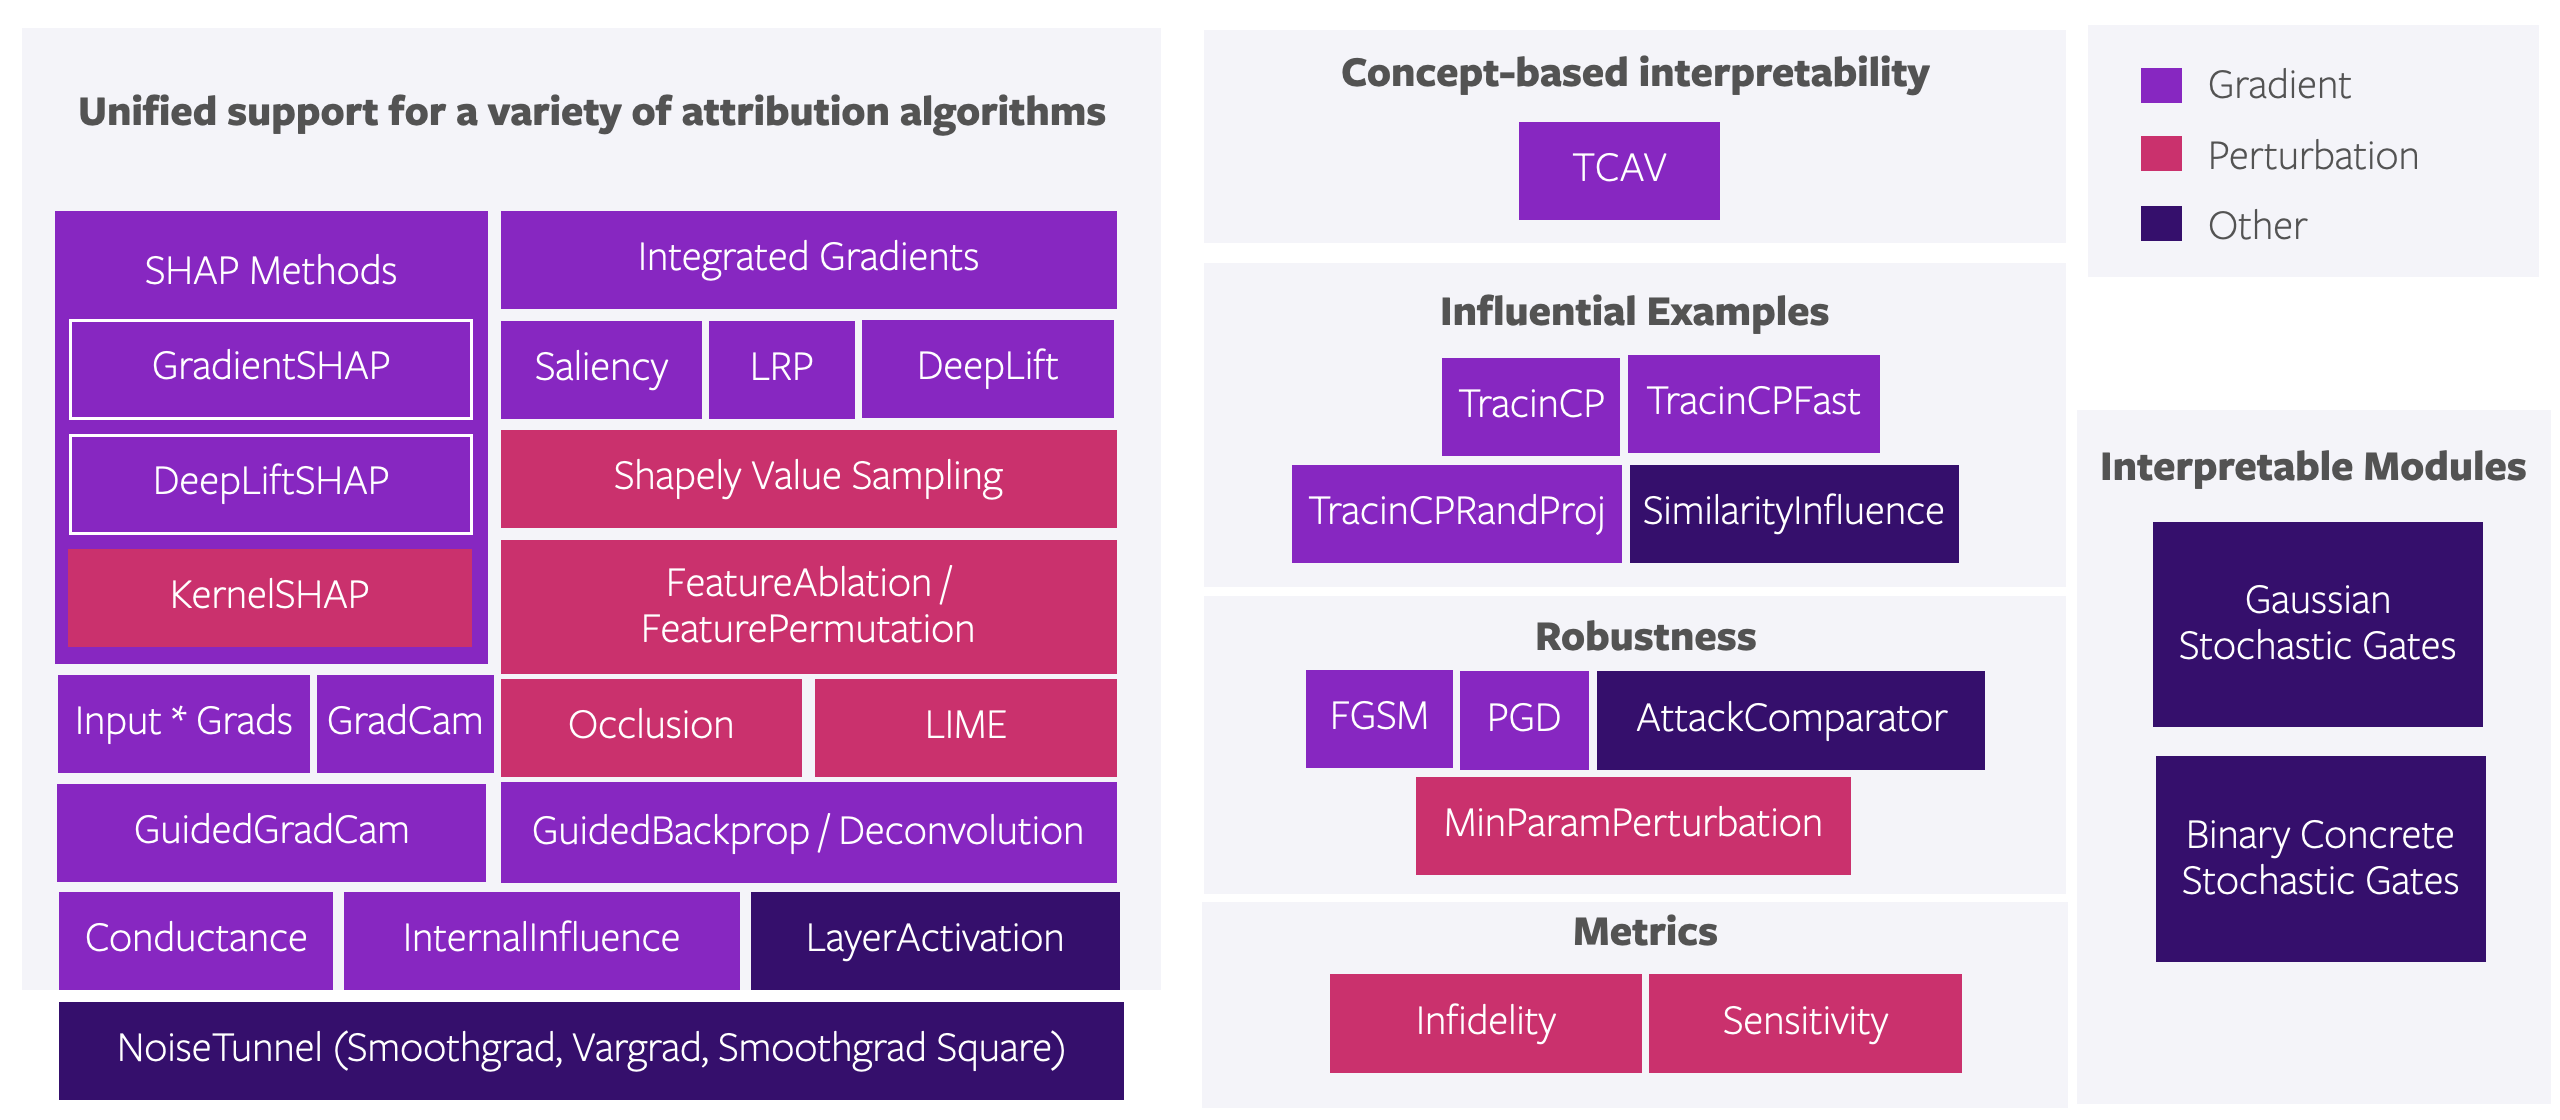 Unified support for a variety of attribution algorithms
SHAP Methods
GradientSHAP
DeepLiftSHAP
KernelSHAP
Integrated Gradients
Saliency
LRP
DeepLift
Shapely Value Sampling
FeatureAblation /
FeaturePermutation
Input * Grads
GradCam
Occlusion
LIME
GuidedGradCam
GuidedBackprop / Deconvolution
Conductance
InternalInfluence
LayerActivation
NoiseTunnel (Smoothgrad, Vargrad, Smoothgrad Square)
Concept-based interpretability
TCAV
Influential Examples
TracinCP
TracinCPFast
TracinCPRandProj
SimilarityInfluence
Robustness
FGSM
PGD
AttackComparator
MinParamPerturbation
Metrics
Infidelity
Sensitivity
Gradient
Perturbation
Other
Interpretable Modules
Gaussian
Stochastic Gates
Binary Concrete
Stochastic Gates